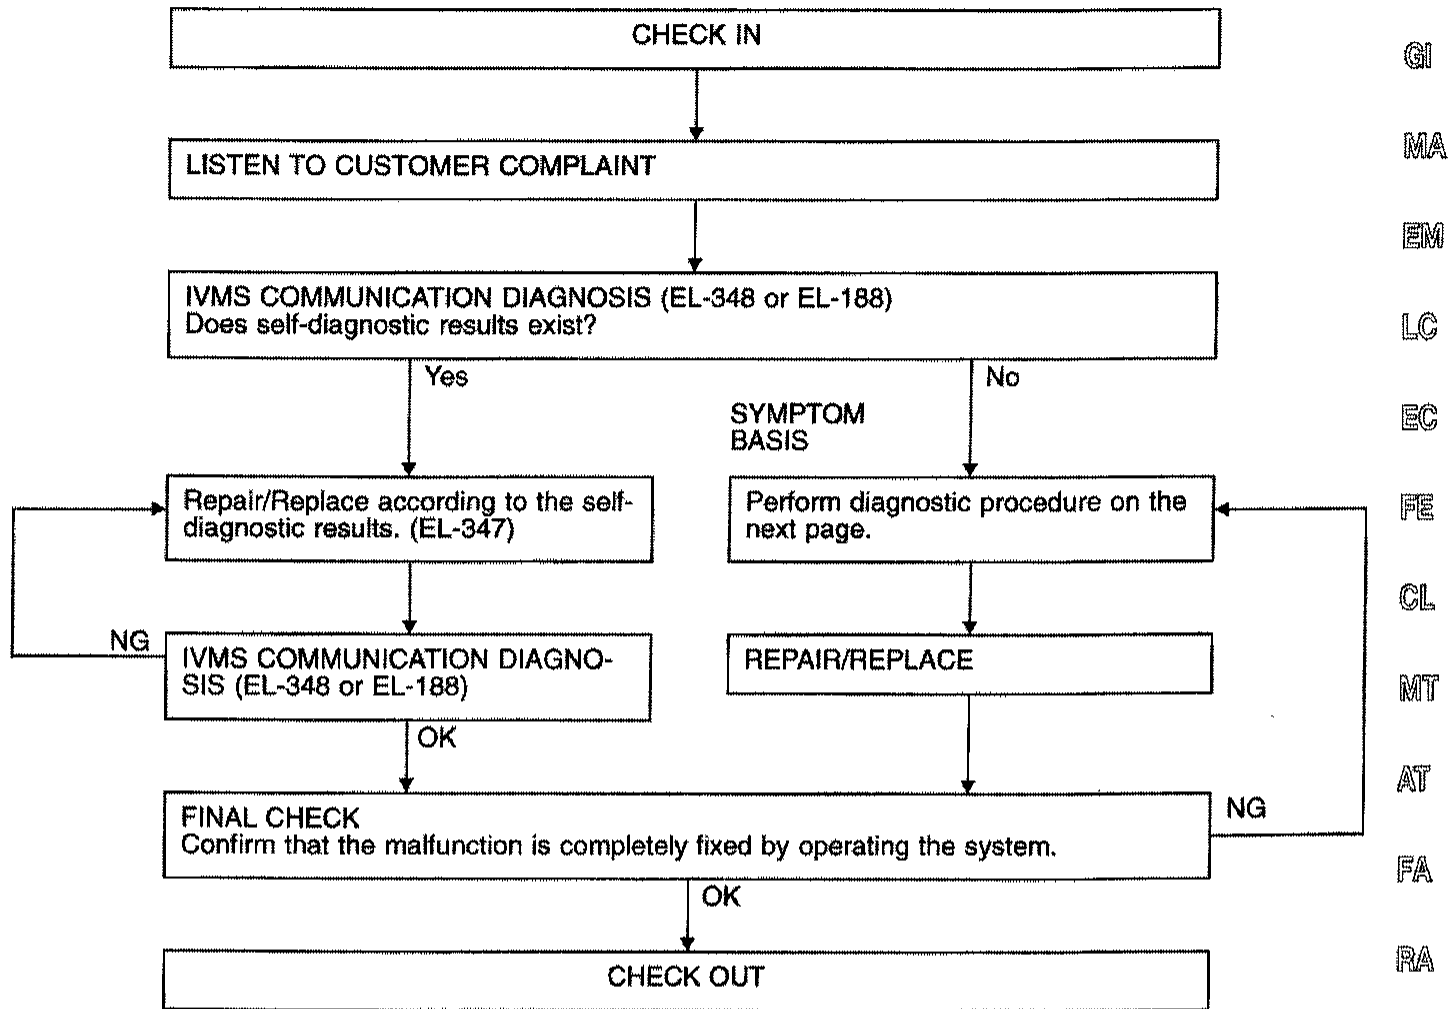 CHECK IN
LISTEN TO CUSTOMER COMPLAINT
IVMS COMMUNICATION DIAGNOSIS (EL-348 or EL-188)
Does self-diagnostic results exist?
Yes
No
SYMPTOM
BASIS
Repair/Replace according to the self-
diagnostic results. (EL-347)
Perform diagnostic procedure on the
next page.
NG
IVMS COMMUNICATION DIAGNO-
SIS (EL-348 or EL-188)
REPAIR/REPLACE
OK
FINAL CHECK
Confirm that the malfunction is completely fixed by operating the system.
NG
OK
CHECK OUT
GI
MA
EM
LC
EC
FE
CL
MT
AT
FA
RA